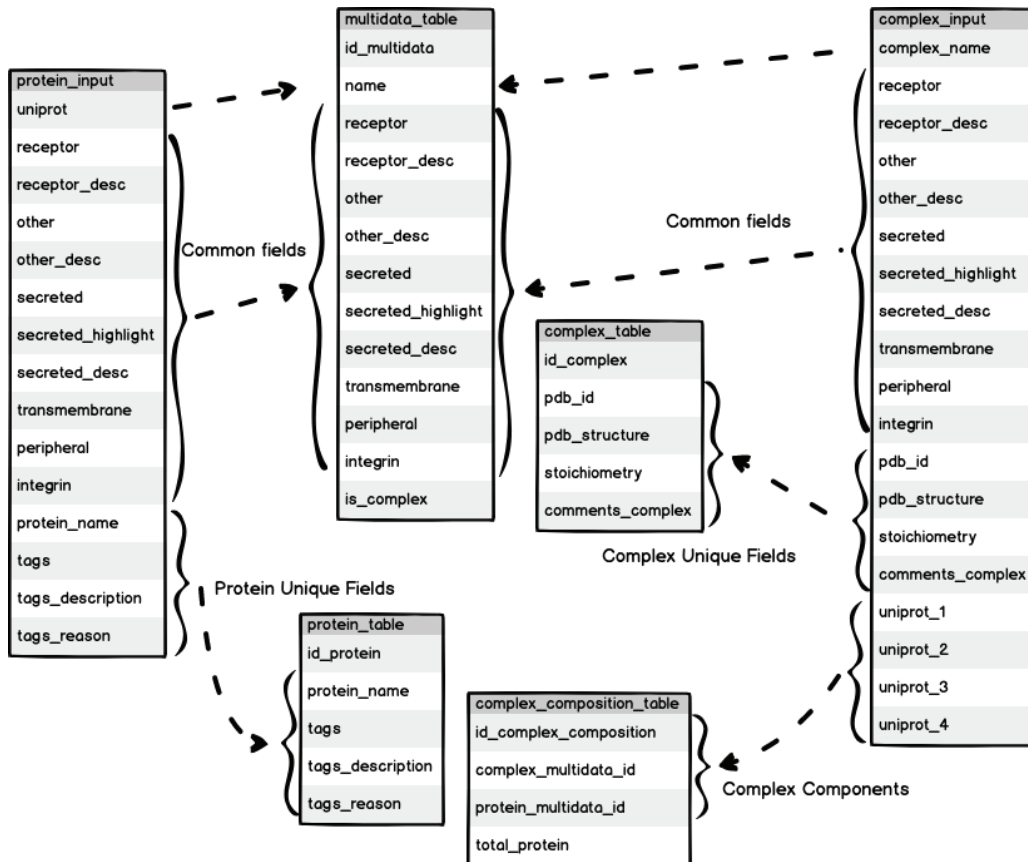 protein_input
uniprot
receptor
receptor_desc
other
other_desc
secreted
secreted_highlight
secreted_desc
transmembrane
peripheral
integrin
protein_name
tags
tags_description
tags_reason
Common fields
multidata_table
id_multidata
name
receptor
receptor_desc
other
other_desc
secreted
secreted_highlight
secreted_desc
transmembrane
peripheral
integrin
is_complex
Common fields
complex_input
complex_name
receptor
receptor_desc
other
other_desc
secreted
secreted_highlight
secreted_desc
transmembrane
peripheral
integrin
pdb_id
pdb_structure
stoichiometry
comments_complex
uniprot_1
uniprot_2
uniprot_3
uniprot_4
complex_table
id_complex
pdb_id
pdb_structure
stoichiometry
comments_complex
Complex Unique Fields
Protein Unique Fields
protein_table
id_protein
protein_name
tags
tags_description
tags_reason
complex_composition_table
id_complex_composition
complex_multidata_id
protein_multidata_id
total_protein
Complex Components